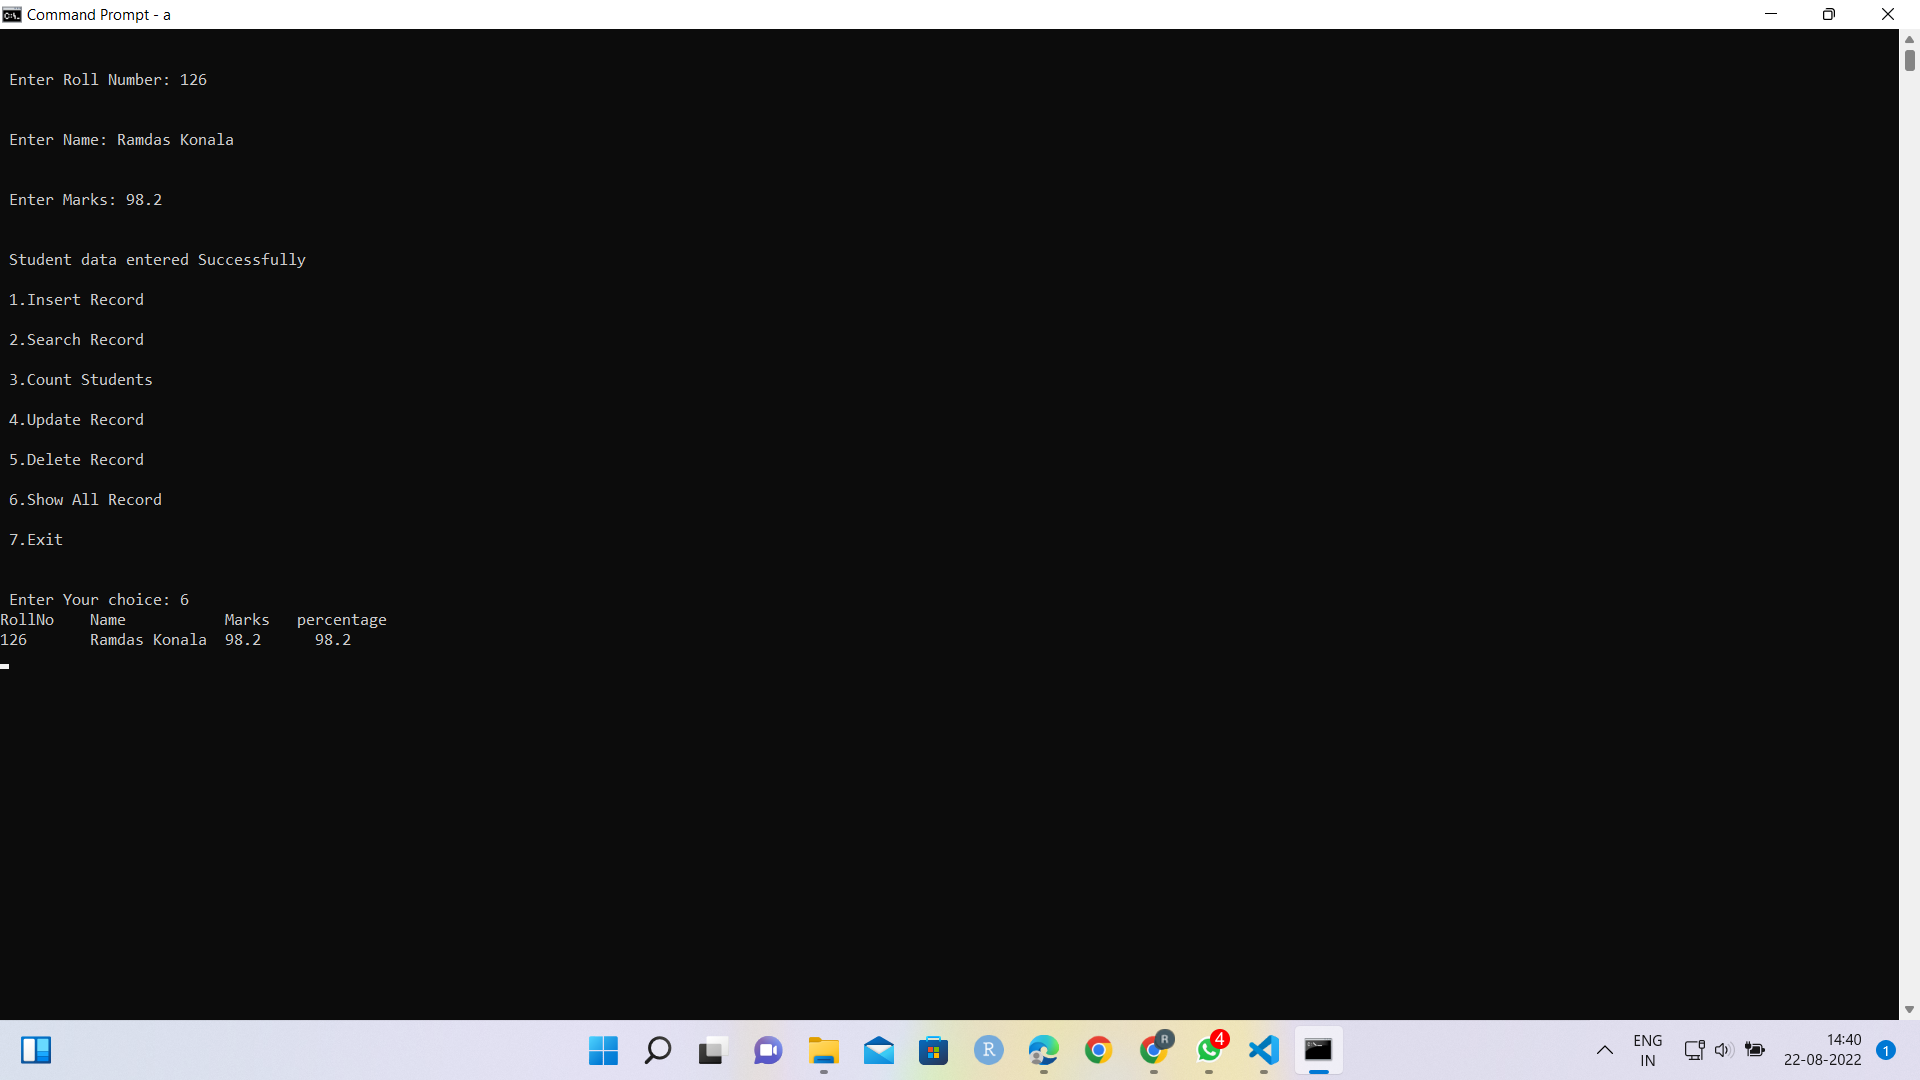 Command Prompt - a
Enter Roll Number: 126
Enter Name: Ramdas Konala
Enter Marks: 98.2
Student data entered Successfully
1.Insert Record
2.Search Record
3.Count Students
4.Update Record
5.Delete Record
6.Show All Record
7.Exit
Enter Your choice: 6
RollNo Name Marks percentage
126 Ramdas Konala 98.2 98.2
R
R
4
ENG
IN
14:40
22-08-2022
1